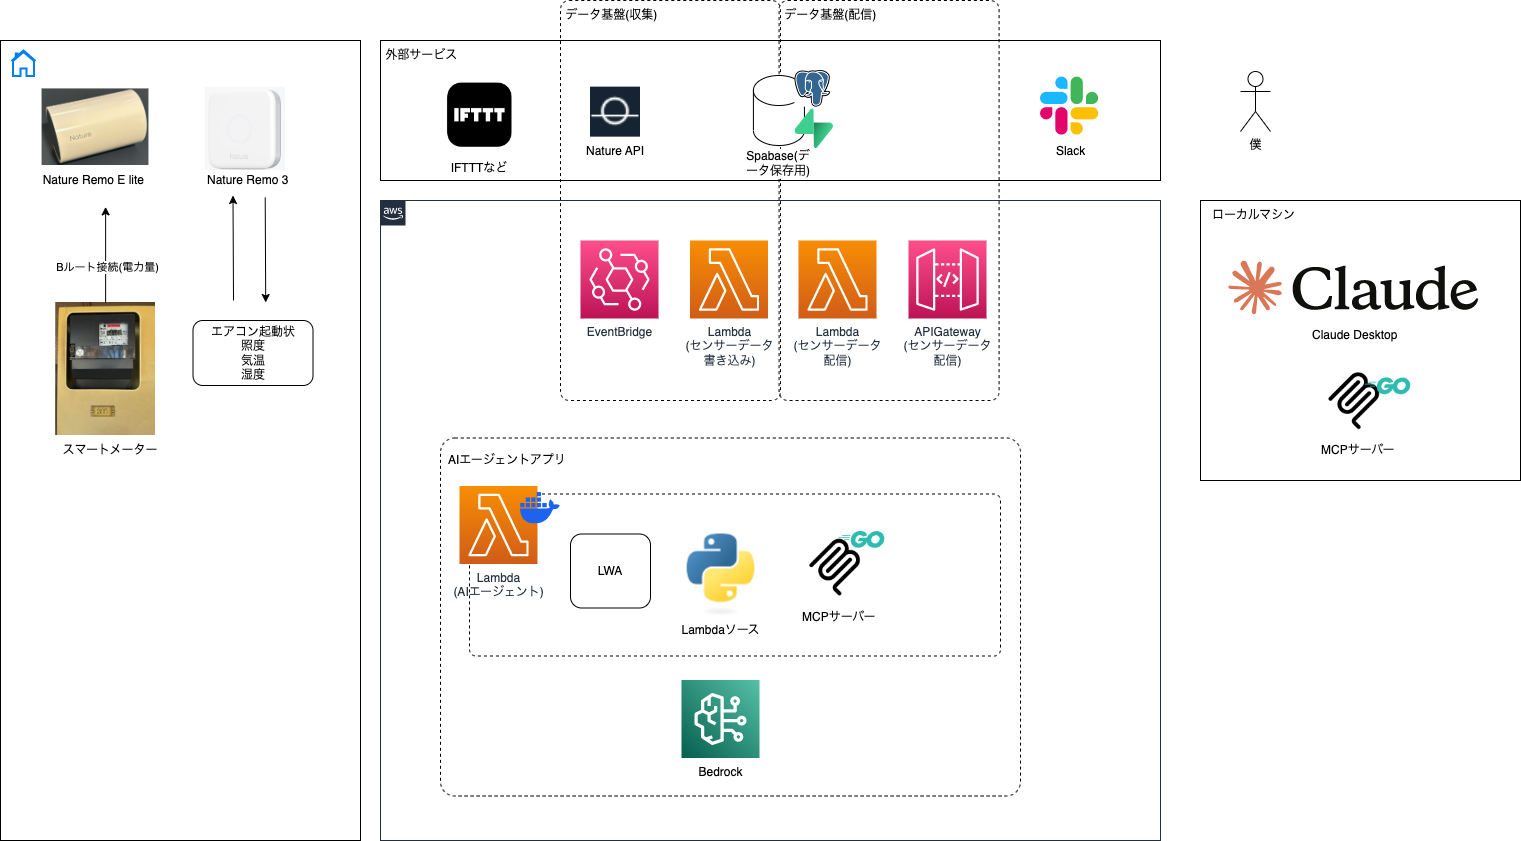 データ基盤(収集)
データ基盤(配信)
外部サービス
IFTTT
IFTTTなど
Nature API
Spabase(デ
ータ保存用)
Slack
僕
Nature
Nature Remo E lite
Nature
Nature Remo 3
Bルート接続(電力量)
エアコン起動状
照度
気温
湿度
スマートメーター
aws
EventBridge
Lambda
(センサーデータ
書き込み)
Lambda
(センサーデータ
配信)
APIGateway
(センサーデータ
配信)
AIエージェントアプリ
Lambda
(AIエージェント)
LWA
Lambdaソース
GO
MCPサーバー
Bedrock
ローカルマシン
Claude
Claude Desktop
GO
MCPサーバー